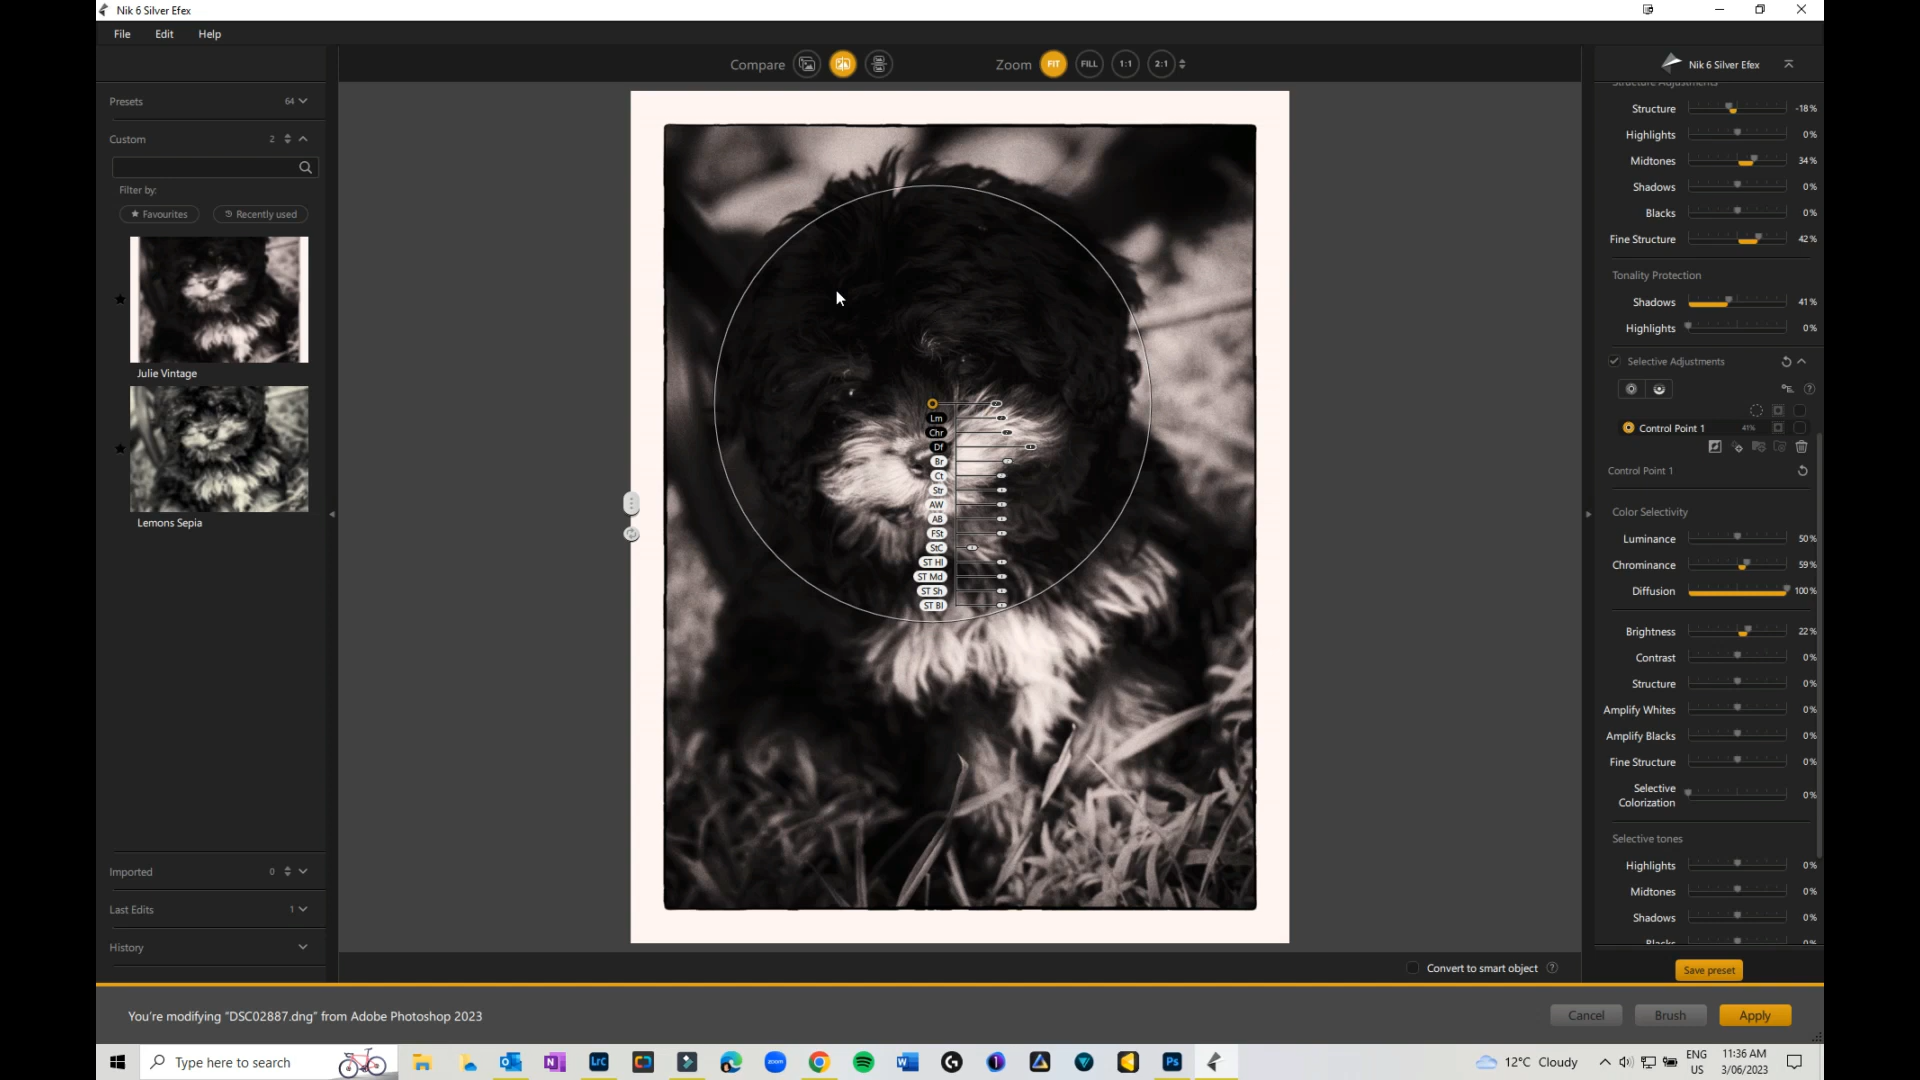 Nik 6 Silver Efex
File Edit Help
Compare
Zoom FIT FILL 1:1 2:1
Nik 6 Silver Efex
Presets 64
Custom 2
Filter by:
Favourites Recently used
Julie Vintage
Lemons Sepia
Imported 0
Last Edits 1
History
Lm
Chr
Df
Br
Ct
Str
AW
AB
FSt
StC
ST Hl
ST Md
ST Sh
ST Bl
Structure Adjustments
Structure -18%
Highlights 0%
Midtones 34%
Shadows 0%
Blacks 0%
Fine Structure 42%
Tonality Protection
Shadows 41%
Highlights 0%
Selective Adjustments
Control Point 1 41%
Control Point 1
Color Selectivity
Luminance 50%
Chrominance 59%
Diffusion 100%
Brightness 22%
Contrast 0%
Structure 0%
Amplify Whites 0%
Amplify Blacks 0%
Fine Structure 0%
Selective
Colorization 0%
Selective tones
Highlights 0%
Midtones 0%
Shadows 0%
Blacks 0%
Convert to smart object ?
Save preset
You're modifying "DSC02887.dng" from Adobe Photoshop 2023
Cancel Brush Apply
Type here to search
12°C Cloudy
ENG
US
11:36 AM
3/06/2023